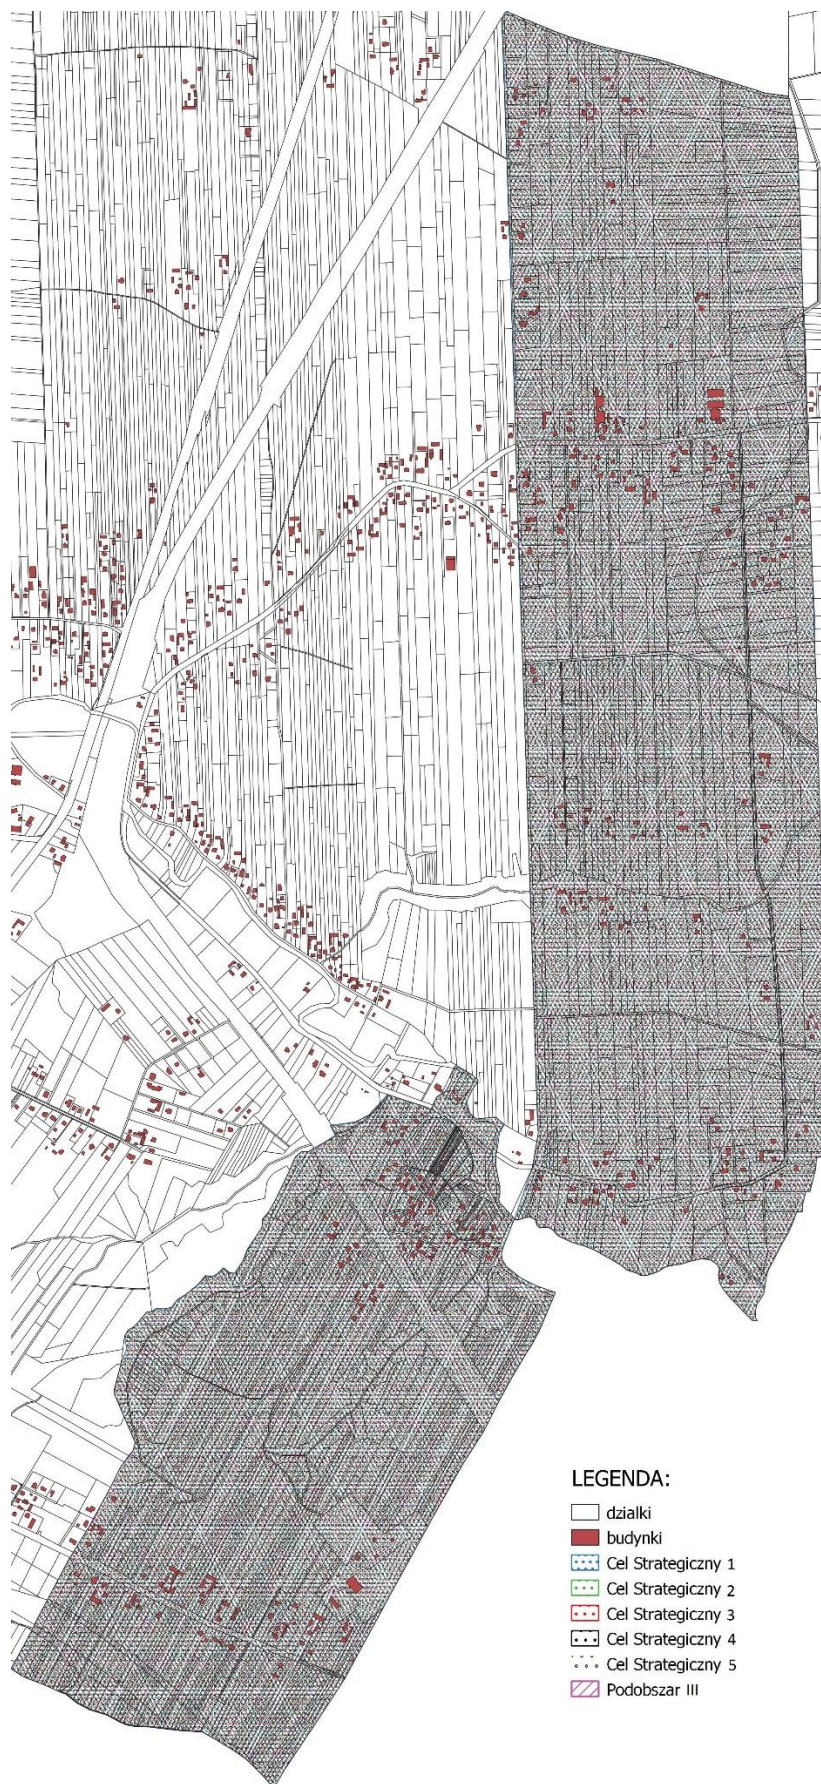 LEGENDA:
dzialki
budynki
Cel Strategiczny 1
Cel Strategiczny 2
Cel Strategiczny 3
Cel Strategiczny 4
Cel Strategiczny 5
Podobszar III